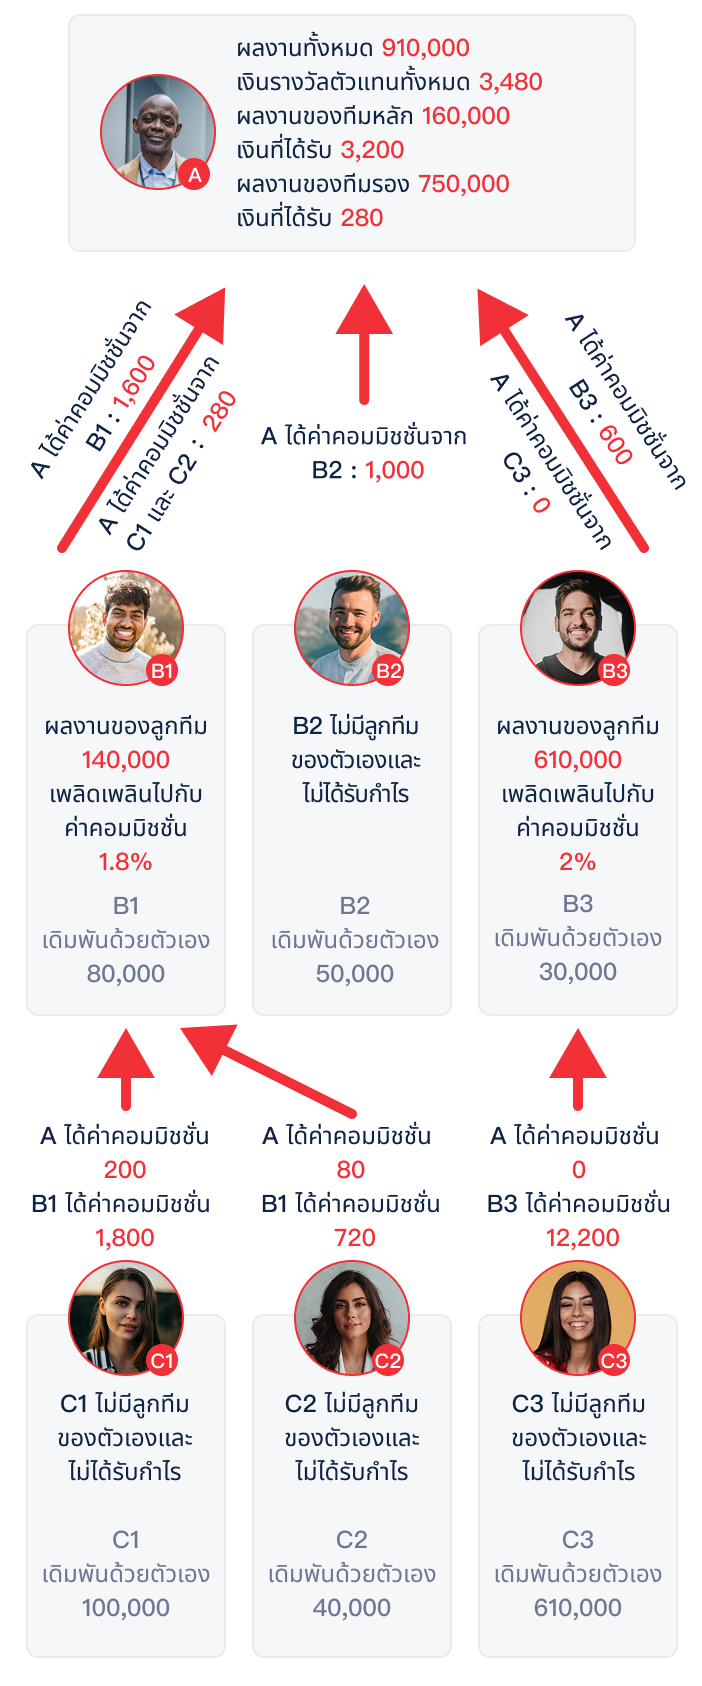 ผลงานทั้งหมด 910,000
เงินรางวัลตัวแทนทั้งหมด 3,480
ผลงานของทีมหลัก 160,000
เงินที่ได้รับ 3,200
ผลงานของทีมรอง 750,000
เงินที่ได้รับ 280
A
A ได้ค่าคอมมิชชั่นจาก
B1 : 1,600
A ได้ค่าคอมมิชชั่นจาก
C1 และ C2 : 280
A ได้ค่าคอมมิชชั่นจาก
B2 : 1,000
A ได้ค่าคอมมิชชั่นจาก
B3 : 600
A ได้ค่าคอมมิชชั่นจาก
C3 : 0
B1
ผลงานของลูกทีม
140,000
เพลิดเพลินไปกับ
ค่าคอมมิชชั่น
1.8%
B1
เดิมพันด้วยตัวเอง
80,000
B2
B2 ไม่มีลูกทีม
ของตัวเองและ
ไม่ได้รับกำไร
B2
เดิมพันด้วยตัวเอง
50,000
B3
ผลงานของลูกทีม
610,000
เพลิดเพลินไปกับ
ค่าคอมมิชชั่น
2%
B3
เดิมพันด้วยตัวเอง
30,000
A ได้ค่าคอมมิชชั่น
200
B1 ได้ค่าคอมมิชชั่น
1,800
A ได้ค่าคอมมิชชั่น
80
B1 ได้ค่าคอมมิชชั่น
720
A ได้ค่าคอมมิชชั่น
0
B3 ได้ค่าคอมมิชชั่น
12,200
C1
C1 ไม่มีลูกทีม
ของตัวเองและ
ไม่ได้รับกำไร
C1
เดิมพันด้วยตัวเอง
100,000
C2
C2 ไม่มีลูกทีม
ของตัวเองและ
ไม่ได้รับกำไร
C2
เดิมพันด้วยตัวเอง
40,000
C3
C3 ไม่มีลูกทีม
ของตัวเองและ
ไม่ได้รับกำไร
C3
เดิมพันด้วยตัวเอง
610,000